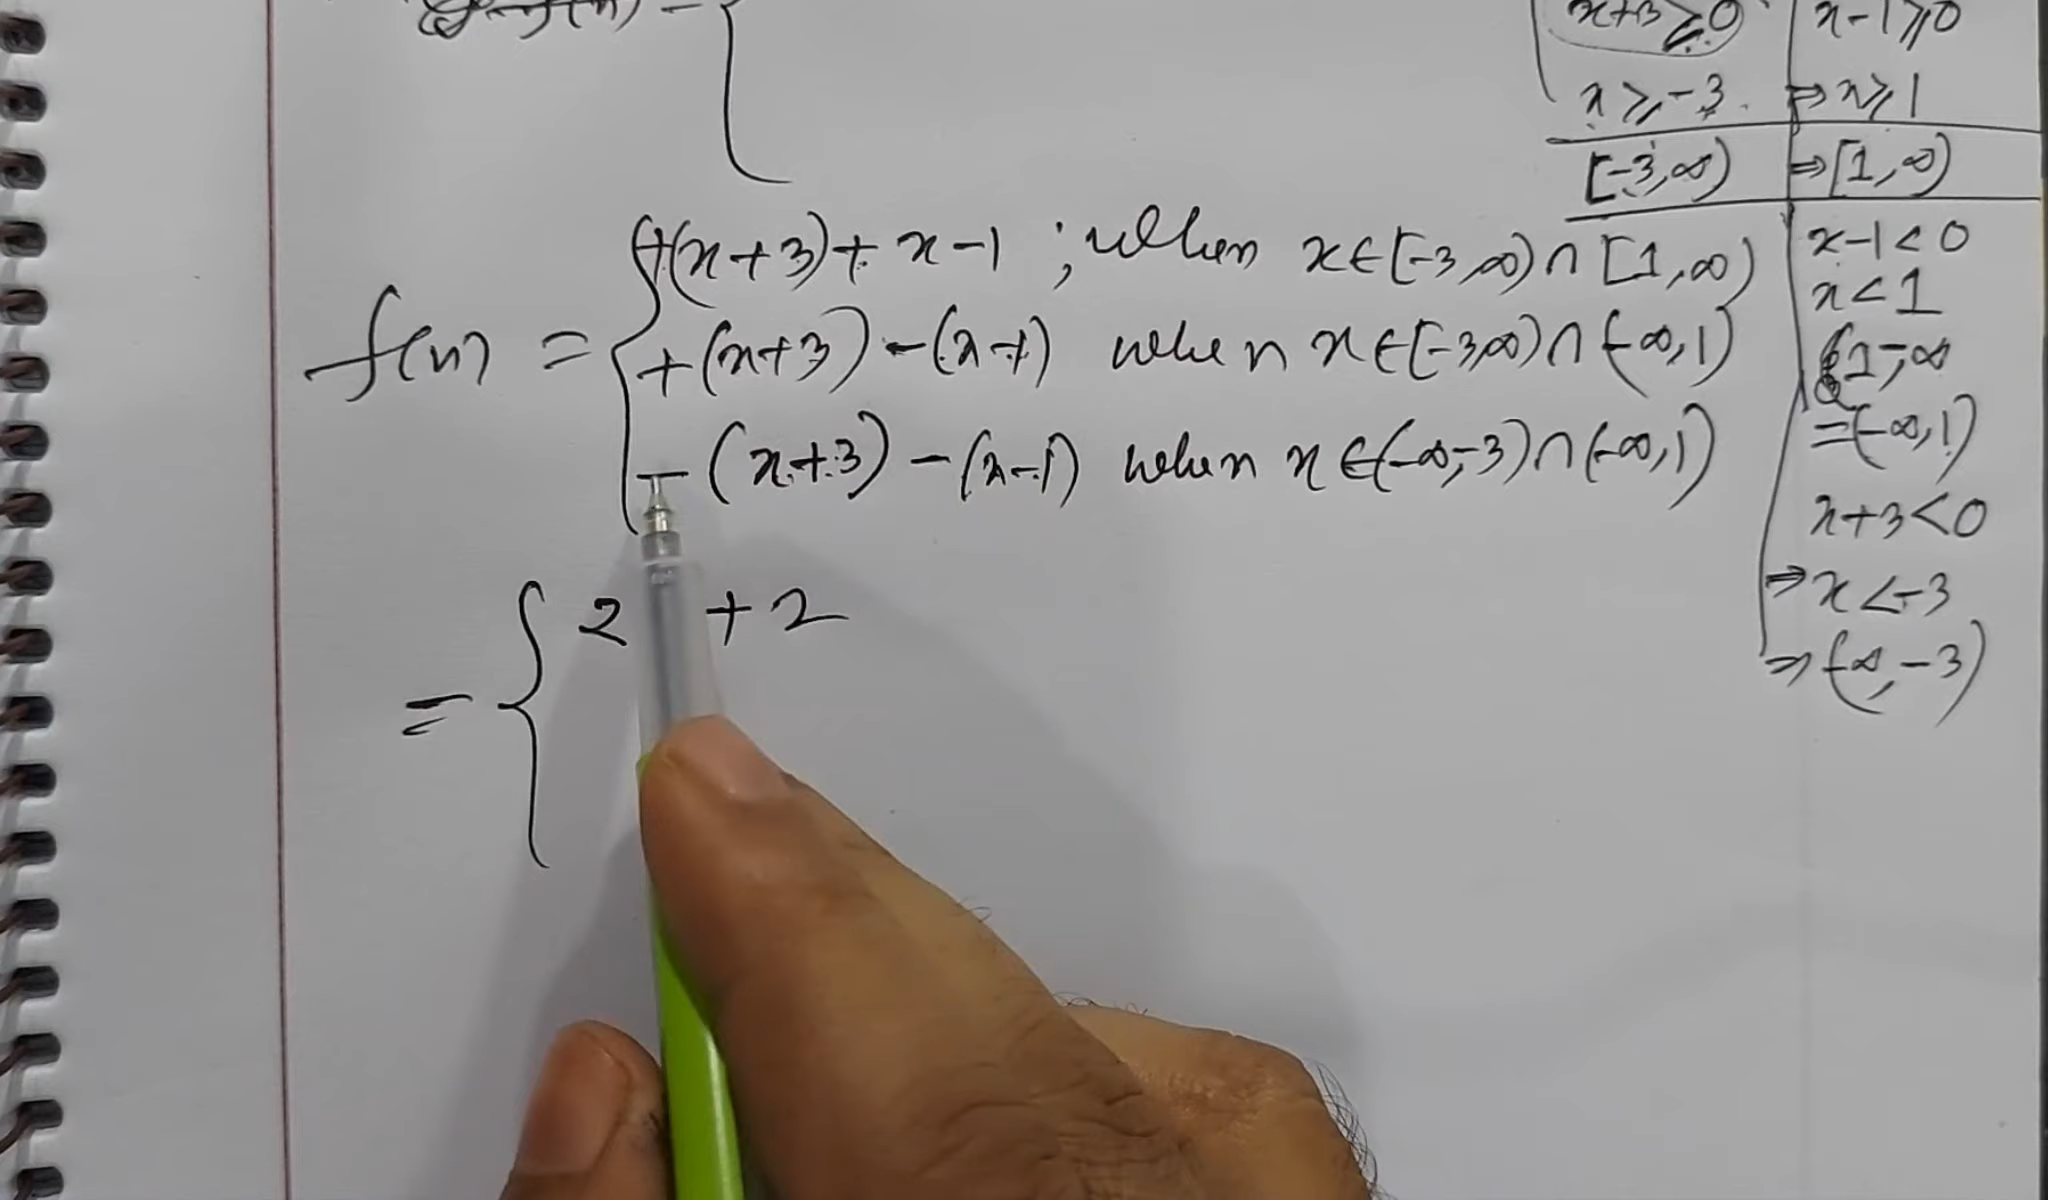 x+3≥0 | x-1≥0
x≥-3. | ⇒x≥1
[-3,∞) | ⇒[1,∞)
f(x) = { +(x+3)+ x-1 ; when x∈[-3,∞)∩[1,∞)
+(x+3)-(x-1) when x∈[-3,∞)∩(-∞,1)
-(x+3)-(x-1) when x∈(-∞,-3)∩(-∞,1)
= { 2 +2
x-1<0
x<1
1,-∞
=(-∞,1)
x+3<0
⇒x<-3
⇒(-∞,-3)